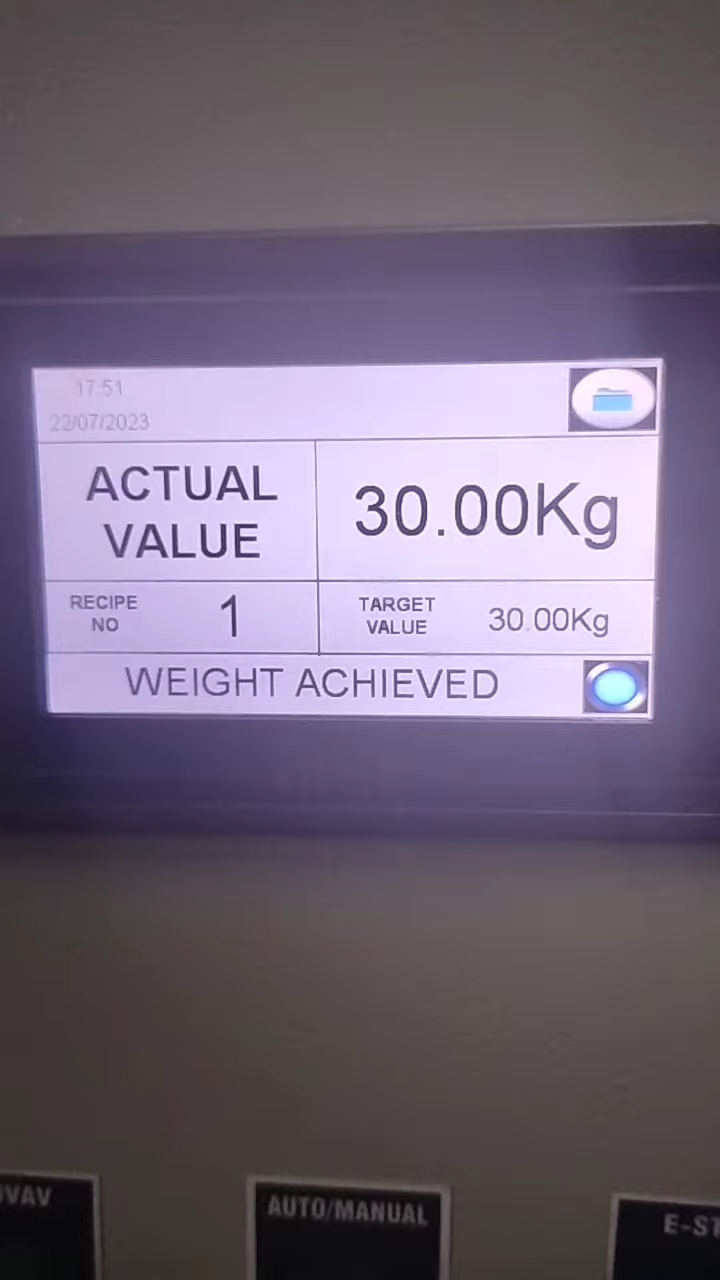 17:51
22/07/2023
ACTUAL
VALUE
30.00Kg
RECIPE
NO
1
TARGET
VALUE
30.00Kg
WEIGHT ACHIEVED
AUTO/MANUAL